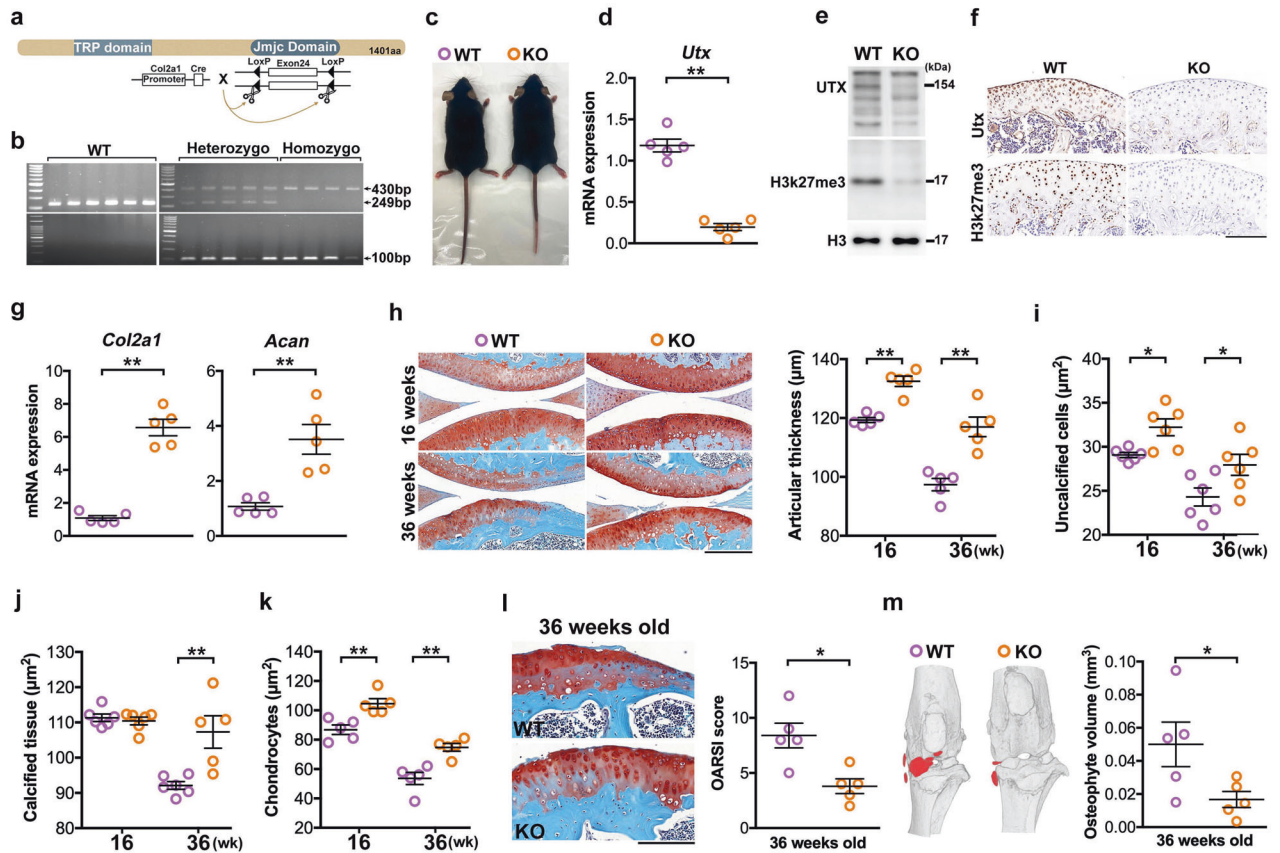 a
TRP domain
Jmjc Domain
1401aa
Col2a1
Promoter
Cre
X
LoxP
Exon24
LoxP
b
WT
Heterozygo
Homozygo
430bp
249bp
100bp
c
WT
KO
d
Utx
**
mRNA expression
2.0
1.5
1.0
0.5
0.0
e
WT
KO
(kDa)
UTX
154
H3k27me3
17
H3
17
f
WT
KO
Utx
H3k27me3
g
Col2a1
**
mRNA expression
10
8
6
4
2
0
Acan
**
6
4
2
0
h
WT
KO
16 weeks
36 weeks
Articular thickness (μm)
140
120
100
80
**
**
16
36 (wk)
i
Uncalcified cells (μm²)
40
35
30
25
20
*
*
16
36 (wk)
j
Calcified tissue (μm²)
130
120
110
100
90
80
**
16
36 (wk)
k
Chondrocytes (μm²)
140
120
100
80
60
40
20
**
**
16
36 (wk)
l
36 weeks old
WT
KO
OARSI score
15
10
5
0
*
36 weeks old
m
WT
KO
Osteophyte volume (mm³)
0.10
0.08
0.06
0.04
0.02
0.00
*
36 weeks old